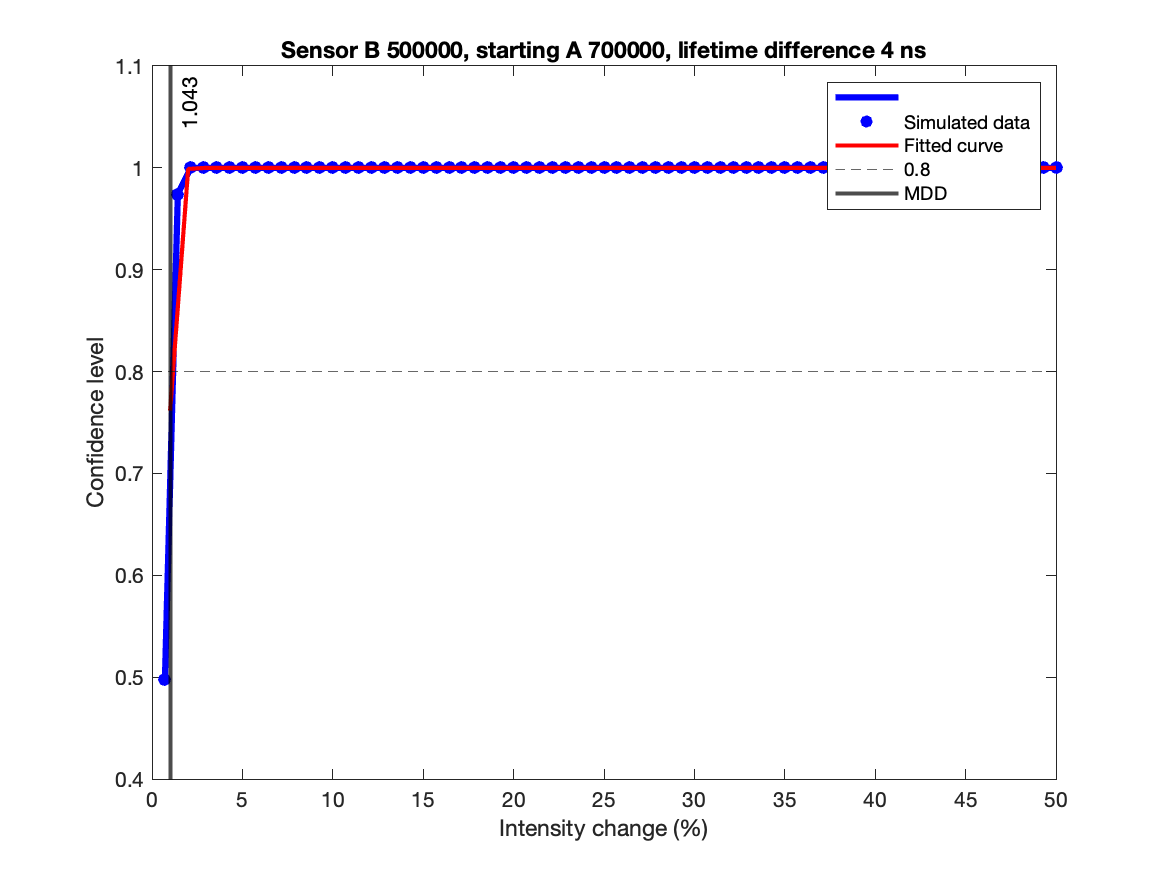 Sensor B 500000, starting A 700000, lifetime difference 4 ns
1.1
1
0.9
0.8
0.7
0.6
0.5
0.4
Confidence level
1.043
Simulated data
Fitted curve
0.8
MDD
0 5 10 15 20 25 30 35 40 45 50
Intensity change (%)